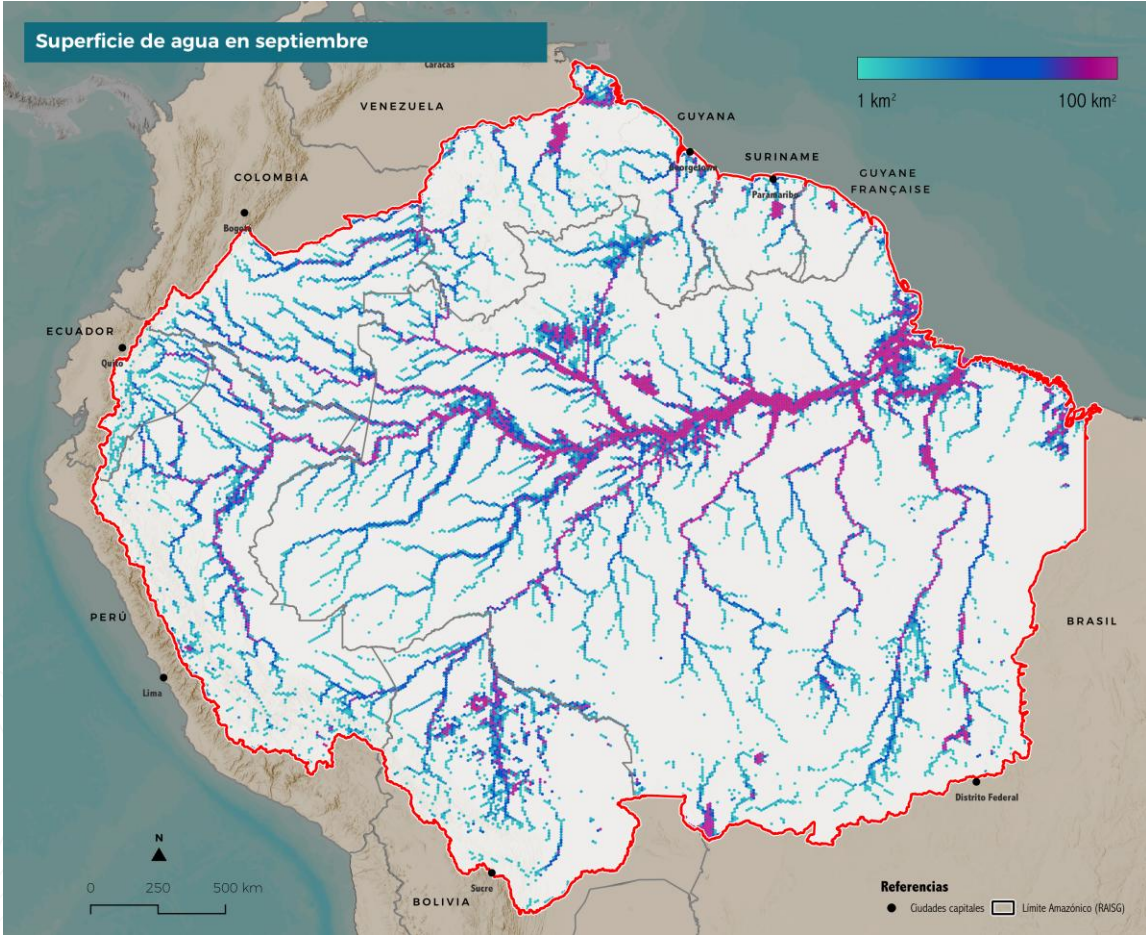 Superficie de agua en septiembre
Caracas
1 km²
100 km²
VENEZUELA
GUYANA
Georgetown
SURINAME
Paramaribo
GUYANE
FRANÇAISE
COLOMBIA
Bogotá
ECUADOR
Quito
PERÚ
Lima
BRASIL
Distrito Federal
N
0
250
500 km
Sucre
BOLIVIA
Referencias
Ciudades capitales
Límite Amazónico (RAISG)